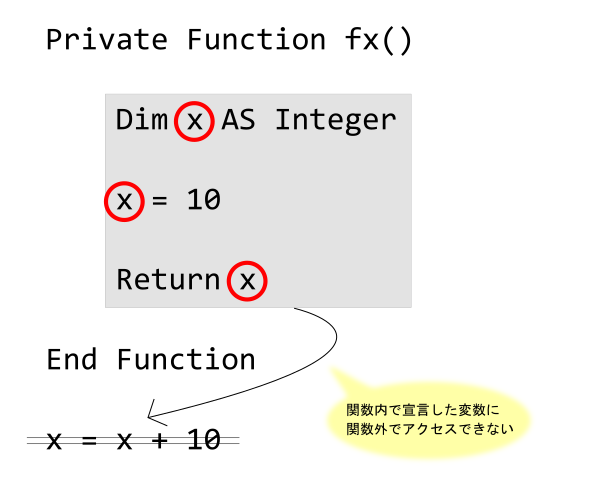 Private Function fx()
Dim x AS Integer
x = 10
Return x
End Function
x = x + 10
関数内で宣言した変数に
関数外でアクセスできない